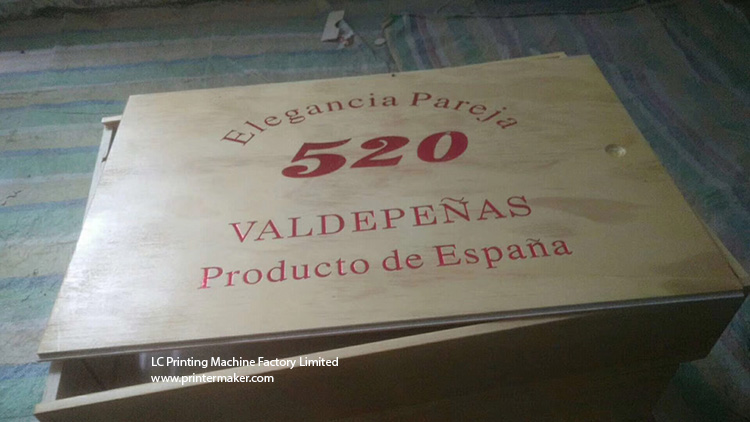 Elegancia Pareja
520
VALDEPEÑAS
Producto de España
LC Printing Machine Factory Limited
www.printermaker.com